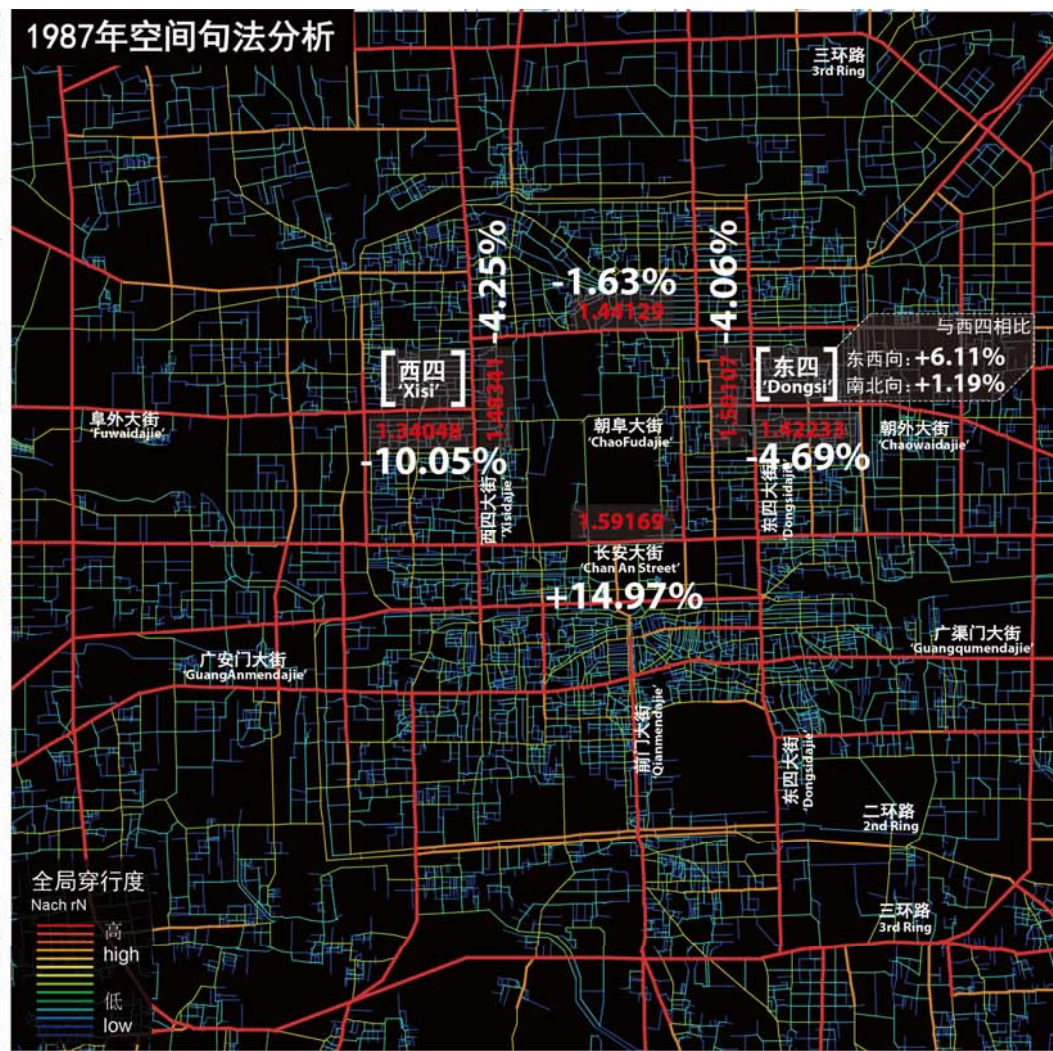 1987年空间句法分析
三环路
3rd Ring
-4.25%
-1.63%
1.44129
-4.06%
与西四相比
东西向:+6.11%
南北向:+1.19%
[西四]
'Xisi'
1.48341
[东四]
'Dongsi'
阜外大街
'Fuwaidajie'
1.34048
-10.05%
朝阜大街
'ChaoFudajie'
1.42233
-4.69%
朝外大街
'Chaowaidajie'
西四大街
'Xisidajie'
东四大街
'Dongsidajie'
1.59169
长安大街
'Chan An Street'
+14.97%
广安门大街
'GuangAnmendajie'
广渠门大街
'Guangqumendajie'
前门大街
'Qianmendajie'
东四大街
'Dongsidajie'
二环路
2nd Ring
三环路
3rd Ring
全局穿行度
Nach rN
高
high
低
low